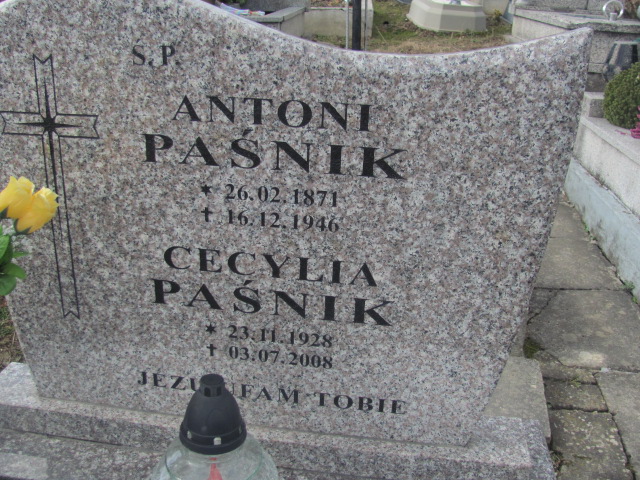 Ś.P.
ANTONI
PAŚNIK
* 26.02.1871
✝ 16.12.1946
CECYLIA
PAŚNIK
* 23.11.1928
✝ 03.07.2008
JEZU UFAM TOBIE